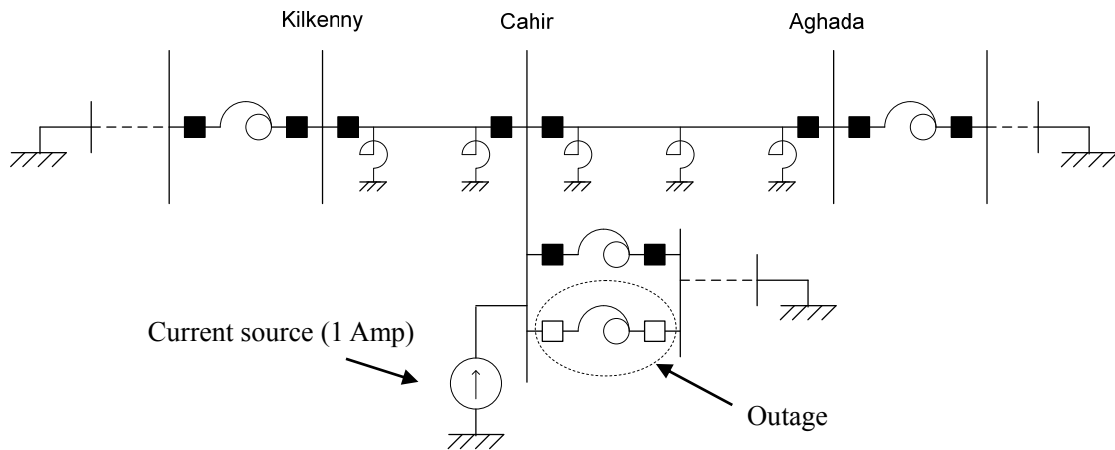 Kilkenny
Cahir
Aghada
Current source (1 Amp)
Outage